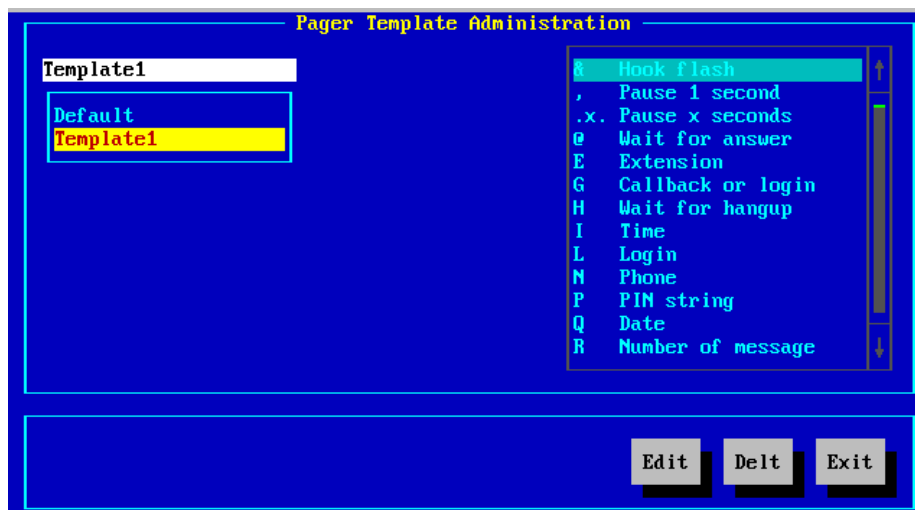 Pager Template Administration
Template1
Default
Template1
& Hook flash
, Pause 1 second
.x. Pause x seconds
@ Wait for answer
E Extension
G Callback or login
H Wait for hangup
I Time
L Login
N Phone
P PIN string
Q Date
R Number of message
Edit Delt Exit